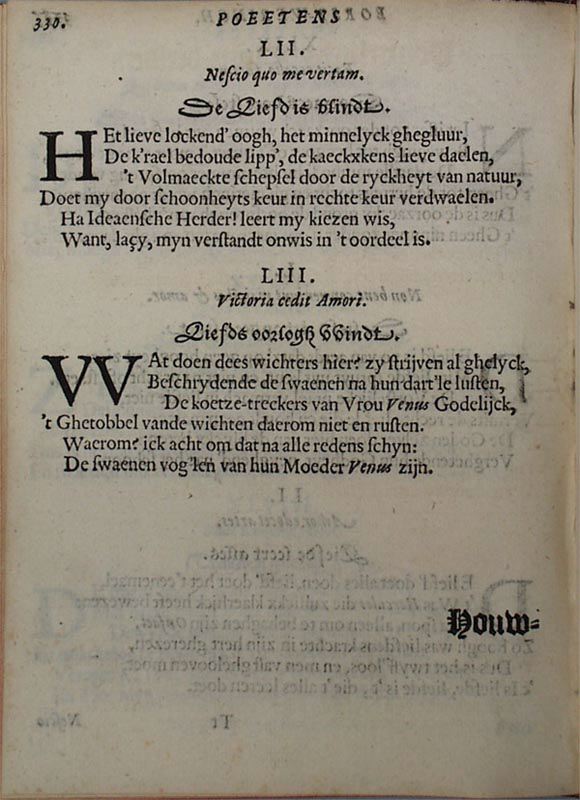 330. POEETENS
LII.
Neſcio quo me vertam.
De Liefd is blindt.
HEt lieve lockend' oogh, het minnelyck ghegluur,
De k'rael bedoude lipp', de kaeckxkens lieve daelen,
't Volmaeckte ſchepſel door de ryckheyt van natuur,
Doet my door ſchoonheyts keur in rechte keur verdwaelen.
Ha Ideaenſche Herder! leert my kiezen wis,
Want, laçy, myn verſtandt onwis in 't oordeel is.
LIII.
Victoria cedit Amori.
Liefds oorlogh Windt.
VVAt doen dees wichters hier? zy ſtrijven al ghelyck,
Beſchrydende de ſwaenen na hun dart'le luſten,
De koetze-treckers van Vrou Venus Godelijck,
't Ghetobbel vande wichten daerom niet en ruſten.
Waerom? ick acht om dat na alle redens ſchyn:
De ſwaenen vog'len van hun Moeder Venus zijn.
Houw-